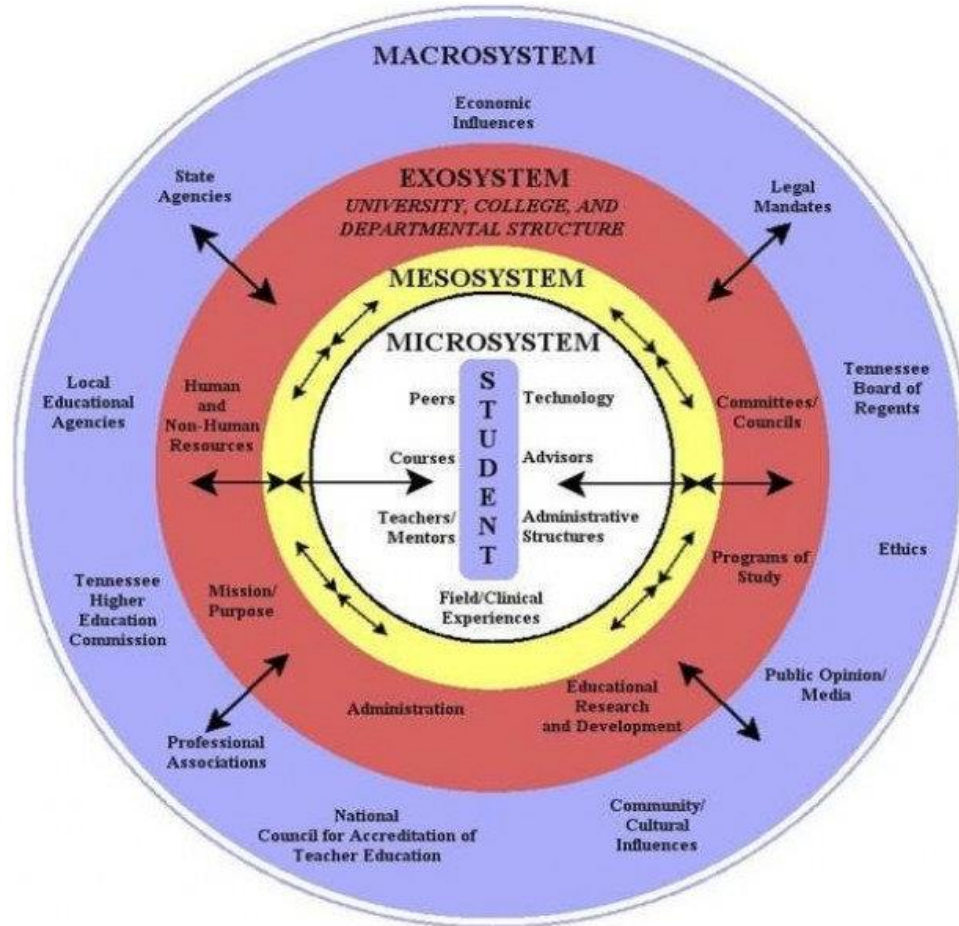 MACROSYSTEM
Economic
Influences
State
Agencies
Legal
Mandates
EXOSYSTEM
UNIVERSITY, COLLEGE, AND
DEPARTMENTAL STRUCTURE
MESOSYSTEM
MICROSYSTEM
STUDENT
Peers
Technology
Courses
Advisors
Teachers/
Mentors
Administrative
Structures
Field/Clinical
Experiences
Human
and
Non-Human
Resources
Committees/
Councils
Local
Educational
Agencies
Tennessee
Board of
Regents
Ethics
Programs of
Study
Mission/
Purpose
Tennessee
Higher
Education
Commission
Administration
Educational
Research
and Development
Public Opinion/
Media
Professional
Associations
National
Council for Accreditation of
Teacher Education
Community/
Cultural
Influences